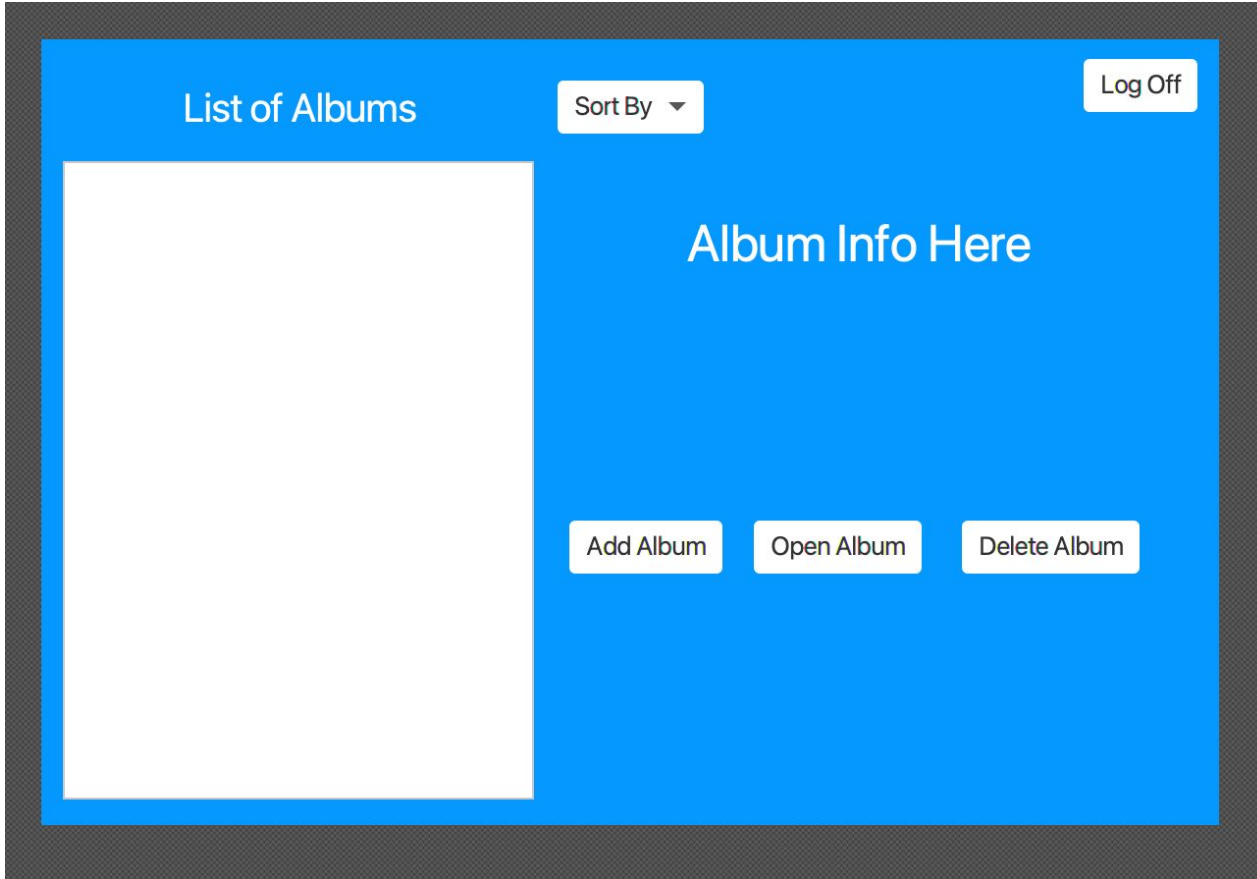 List of Albums
Sort By
Log Off
Album Info Here
Add Album
Open Album
Delete Album